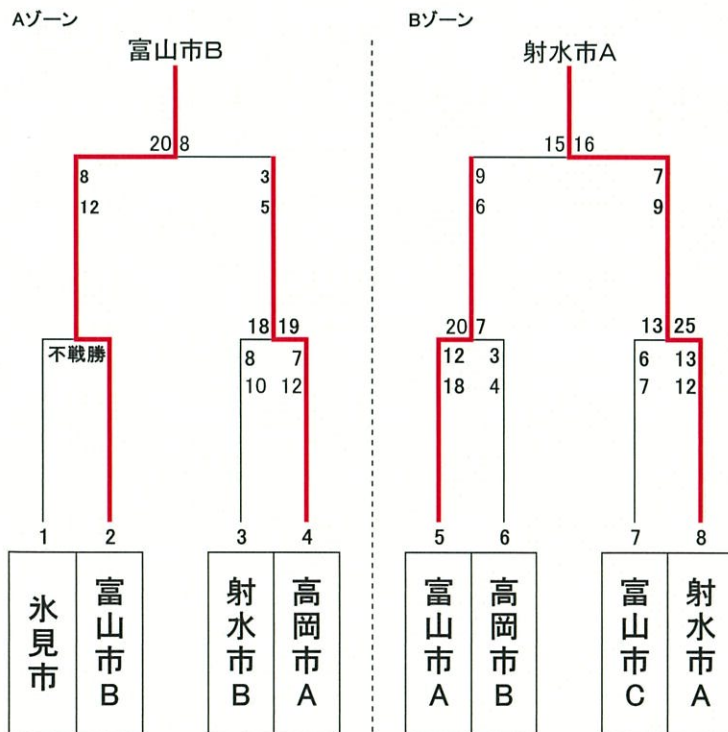 Aゾーン Bゾーン
富山市B 射水市A
20 8 15 16
8 3 9 7
12 5 6 9
不戦勝 18 19 20 7 13 25
8 7 12 3 6 13
10 12 18 4 7 12
1 2 3 4 5 6 7 8
氷見市
富山市B
射水市B
高岡市A
富山市A
高岡市B
富山市C
射水市A